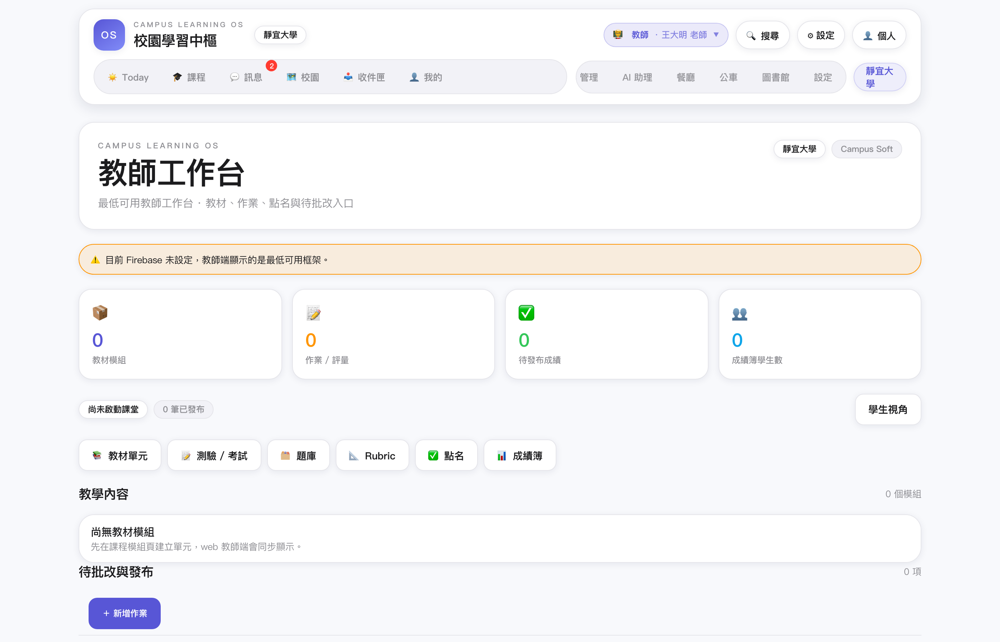 OS
CAMPUS LEARNING OS
校園學習中樞
靜宜大學
教師 · 王大明 老師 ▼
搜尋
設定
個人
Today
課程
訊息
2
校園
收件匣
我的
管理
AI 助理
餐廳
公車
圖書館
設定
靜宜大
學
CAMPUS LEARNING OS
教師工作台
最低可用教師工作台 · 教材、作業、點名與待批改入口
靜宜大學
Campus Soft
目前 Firebase 未設定，教師端顯示的是最低可用框架。
0
教材模組
0
作業 / 評量
0
待發布成績
0
成績簿學生數
尚未啟動課堂
0 筆已發布
學生視角
教材單元
測驗 / 考試
題庫
Rubric
點名
成績簿
教學內容
0 個模組
尚無教材模組
先在課程模組頁建立單元，web 教師端會同步顯示。
待批改與發布
0 項
+ 新增作業